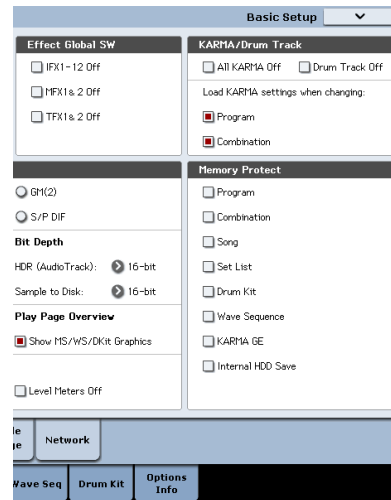 Basic Setup
Effect Global SW
IFX1-12 Off
MFX1& 2 Off
TFX1& 2 Off
KARMA/Drum Track
All KARMA Off
Drum Track Off
Load KARMA settings when changing:
Program
Combination
GM(2)
S/P DIF
Bit Depth
HDR (AudioTrack): 16-bit
Sample to Disk: 16-bit
Play Page Overview
Show MS/WS/DKit Graphics
Level Meters Off
Memory Protect
Program
Combination
Song
Set List
Drum Kit
Wave Sequence
KARMA GE
Internal HDD Save
Network
Wave Seq
Drum Kit
Options
Info